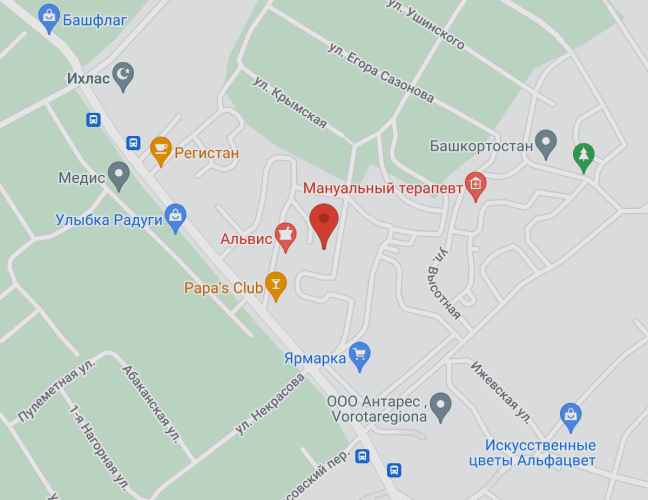 Башфлаг
ул. Ушинского
ул. Егора Сазонова
Ихлас
ул. Крымская
Регистан
Башкортостан
Медис
Мануальный терапевт
Улыбка Радуги
Альвис
ул. Высотная
Papa's Club
Ярмарка
Ижевская ул.
Пулеметная ул.
Абаканская ул.
ул. Некрасова
ООО Антарес ,
Vorotaregiona
1-я Нагорная ул.
Искусственные
цветы Альфацвет
совский пер.